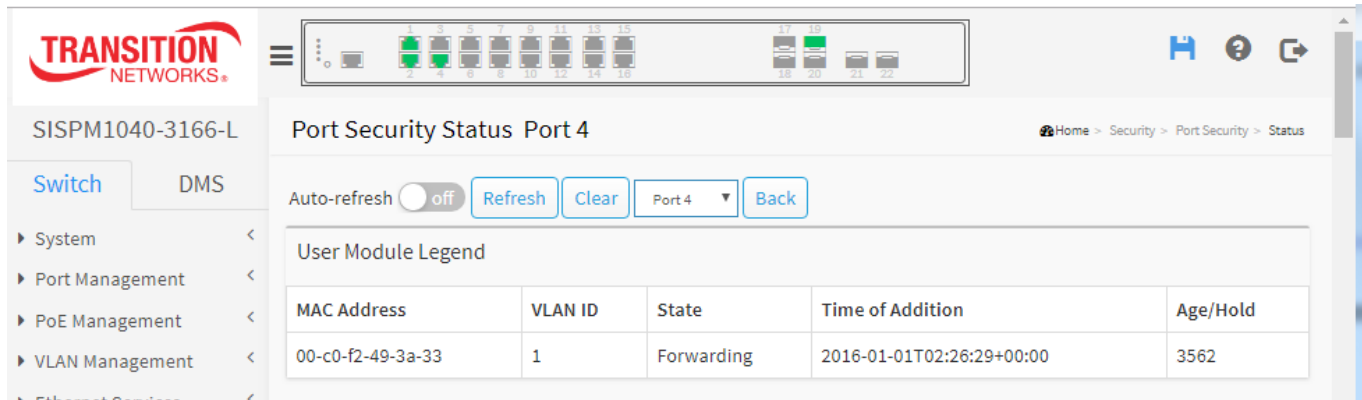 TRANSITION
NETWORKS®
1 3 5 7 9 11 13 15 17 19
2 4 6 8 10 12 14 16 18 20 21 22
SISPM1040-3166-L
Switch DMS
System
Port Management
PoE Management
VLAN Management
Ethernet Services
Port Security Status Port 4
Home > Security > Port Security > Status
Auto-refresh off Refresh Clear Port 4 Back
User Module Legend
MAC Address VLAN ID State Time of Addition Age/Hold
00-c0-f2-49-3a-33 1 Forwarding 2016-01-01T02:26:29+00:00 3562